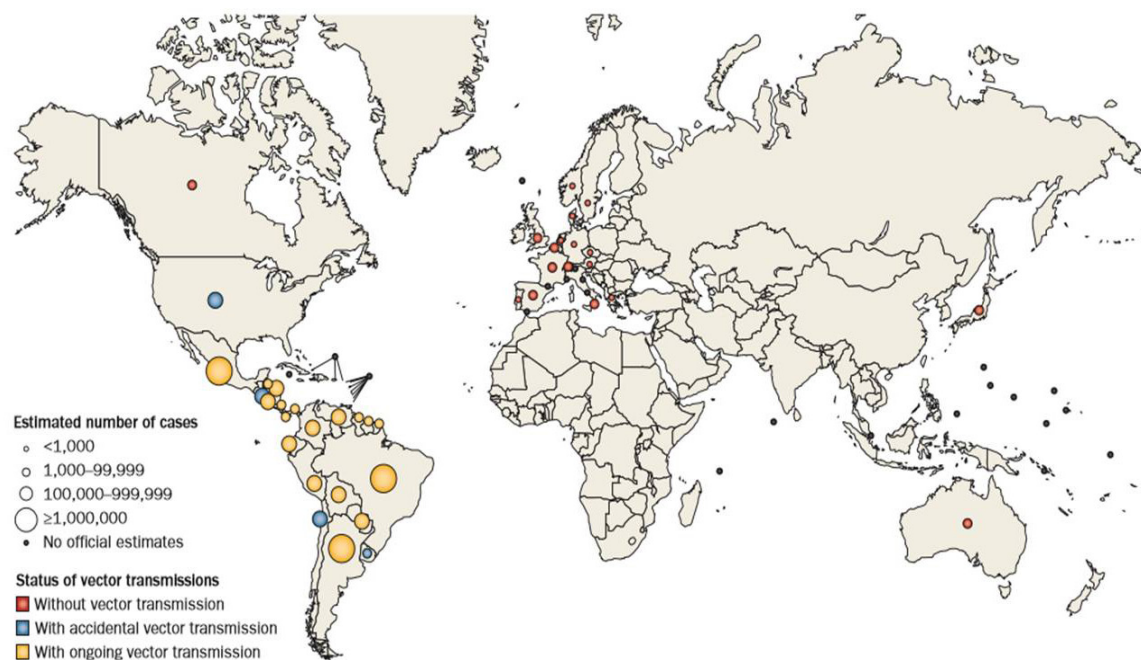 Estimated number of cases
<1,000
1,000–99,999
100,000–999,999
≥1,000,000
No official estimates
Status of vector transmissions
Without vector transmission
With accidental vector transmission
With ongoing vector transmission